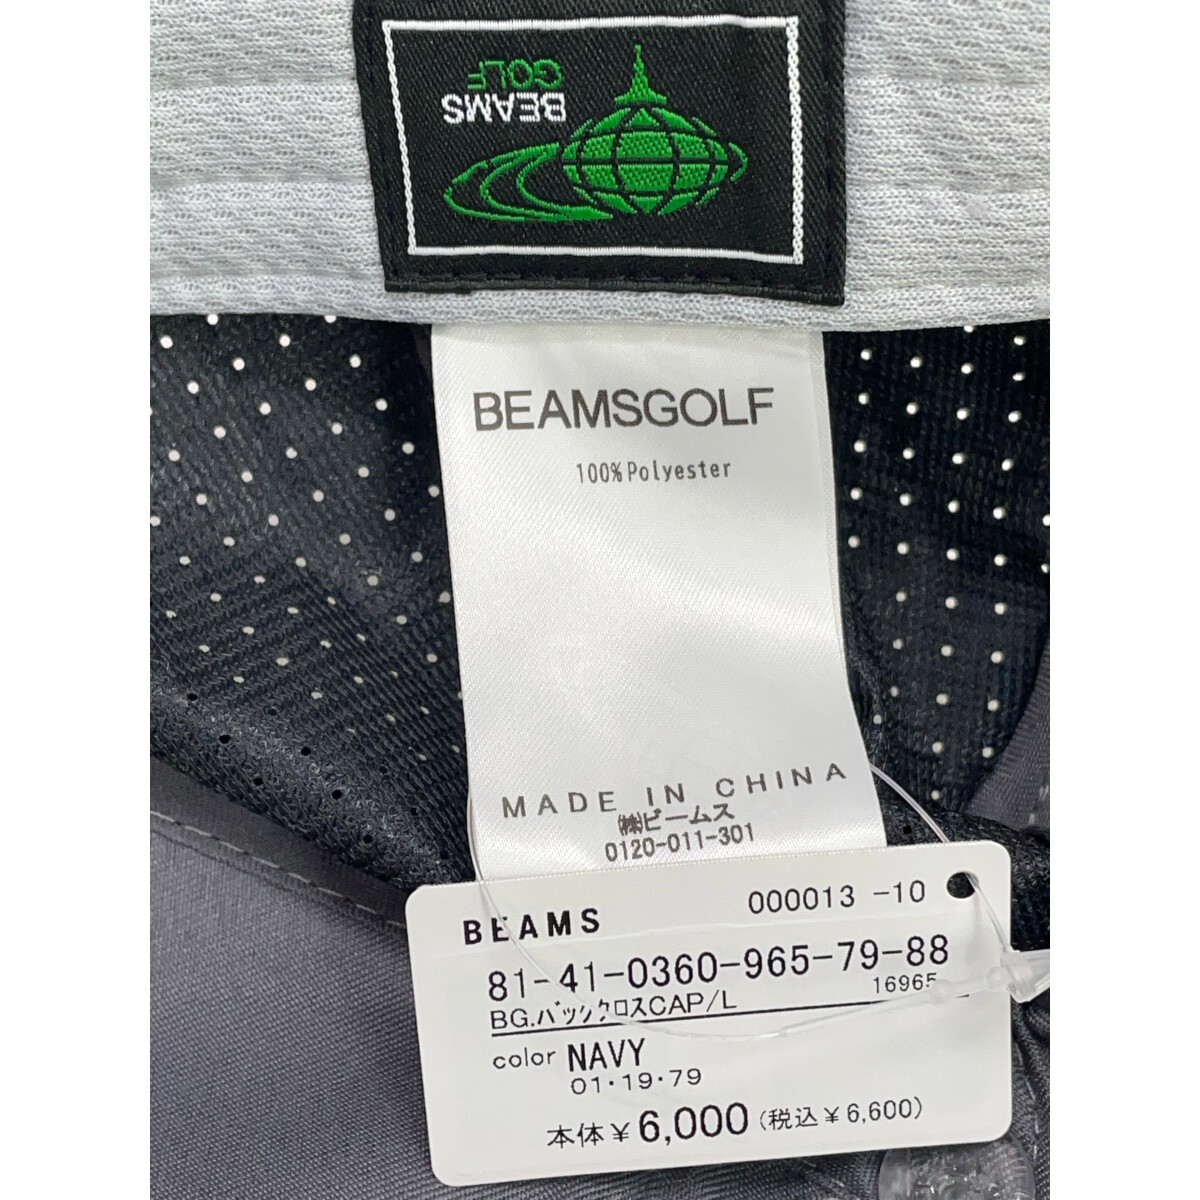 BEAMS
GOLF
BEAMSGOLF
100%Polyester
MADE IN CHINA
㈱ビームス
0120-011-301
BEAMS 000013 -10
81-41-0360-965-79-88
16965
BG.バックロスCAP/L
color NAVY
01・19・79
本体¥6,000(税込¥6,600)